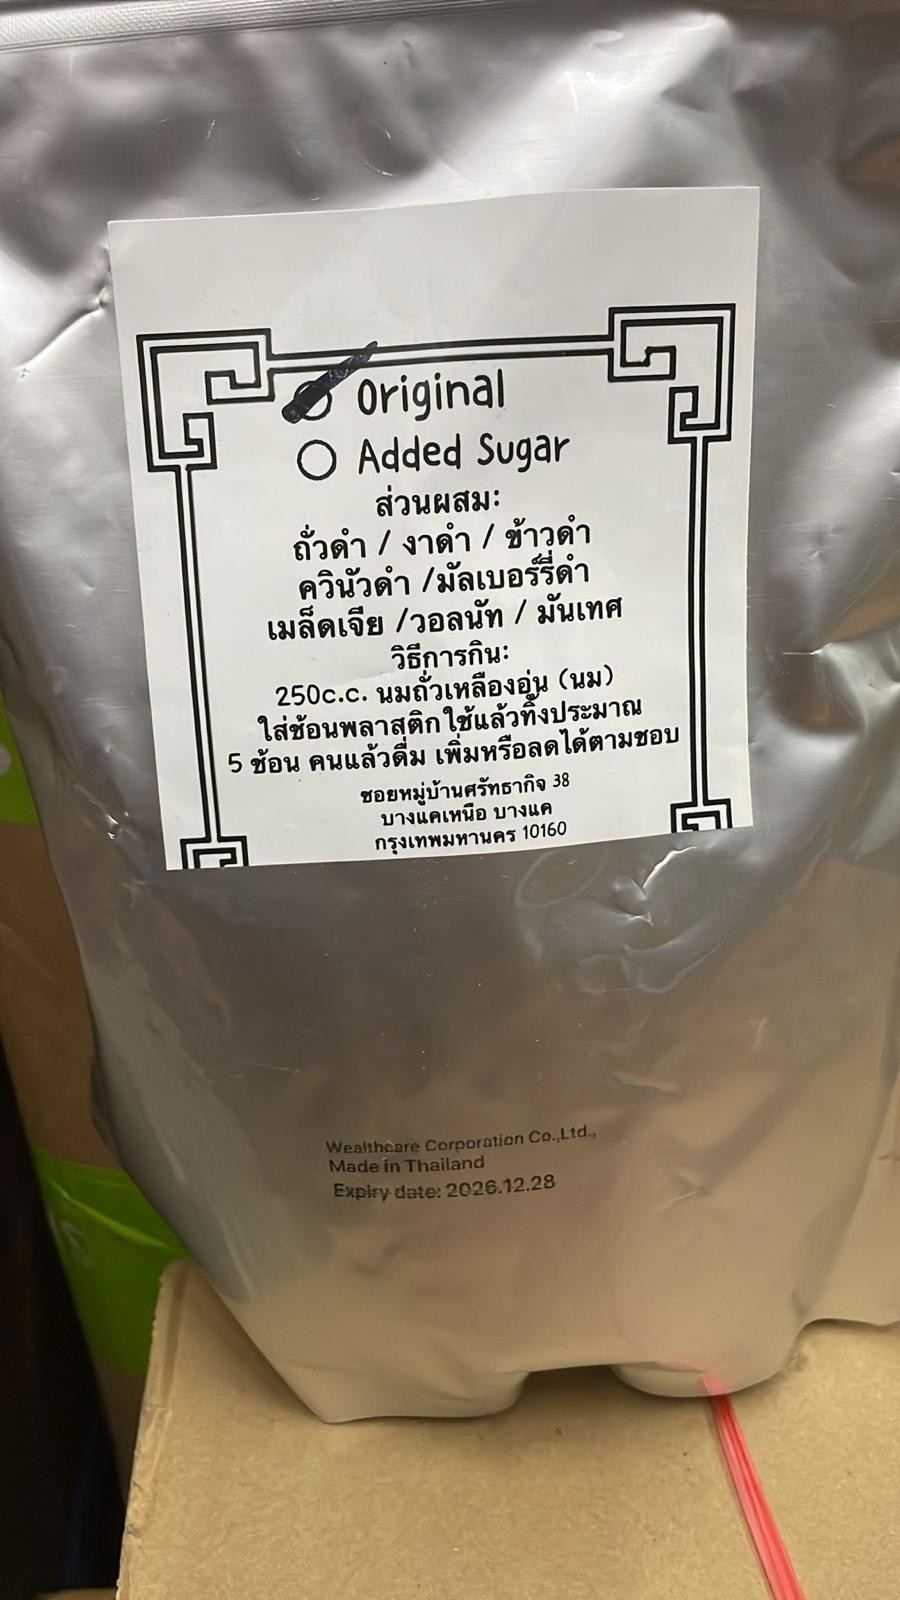 Original
Added Sugar
ส่วนผสม:
ถั่วดำ / งาดำ / ข้าวดำ
ควินัวดำ /มัลเบอร์รี่ดำ
เมล็ดเจีย /วอลนัท / มันเทศ
วิธีการกิน:
250c.c. นมถั่วเหลืองอุ่น (นม)
ใส่ช้อนพลาสติกใช้แล้วทิ้งประมาณ
5 ช้อน คนแล้วดื่ม เพิ่มหรือลดได้ตามชอบ
ซอยหมู่บ้านศรัทธากิจ 38
บางแคเหนือ บางแค
กรุงเทพมหานคร 10160
Wealthcare Corporation Co.,Ltd.,
Made in Thailand
Expiry date: 2026.12.28